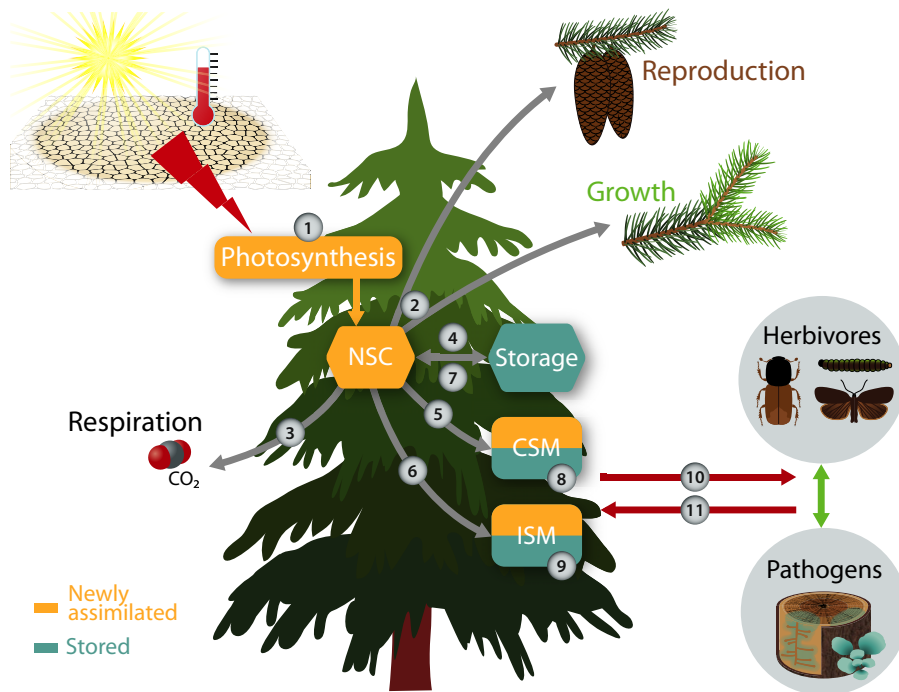 Reproduction
Growth
1
Photosynthesis
2
NSC
4
Storage
7
Herbivores
Respiration
3
CO₂
5
CSM
8
6
10
11
ISM
9
Pathogens
Newly
assimilated
Stored